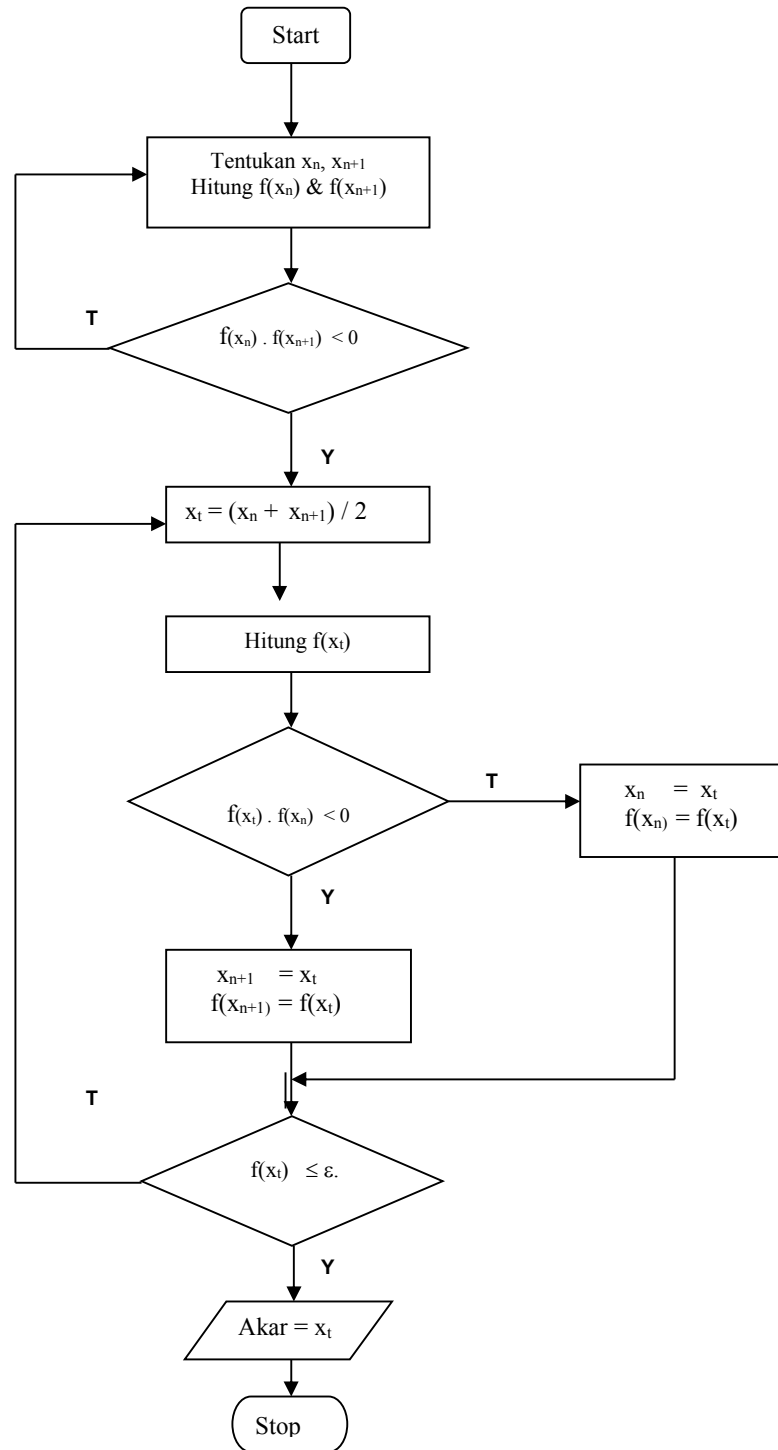 Start
Tentukan xₙ, xₙ₊₁
Hitung f(xₙ) & f(xₙ₊₁)
T
f(xₙ) . f(xₙ₊₁) < 0
Y
xₜ = (xₙ + xₙ₊₁) / 2
Hitung f(xₜ)
T
f(xₜ) . f(xₙ) < 0
xₙ = xₜ
f(xₙ) = f(xₜ)
Y
xₙ₊₁ = xₜ
f(xₙ₊₁) = f(xₜ)
T
f(xₜ) ≤ ε.
Y
Akar = xₜ
Stop